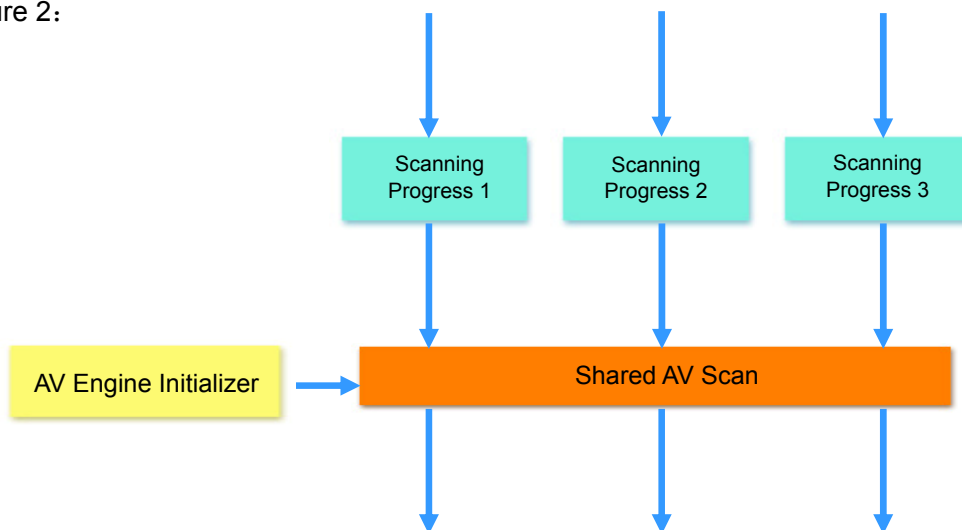 ure 2：
Scanning
Progress 1
Scanning
Progress 2
Scanning
Progress 3
AV Engine Initializer
Shared AV Scan